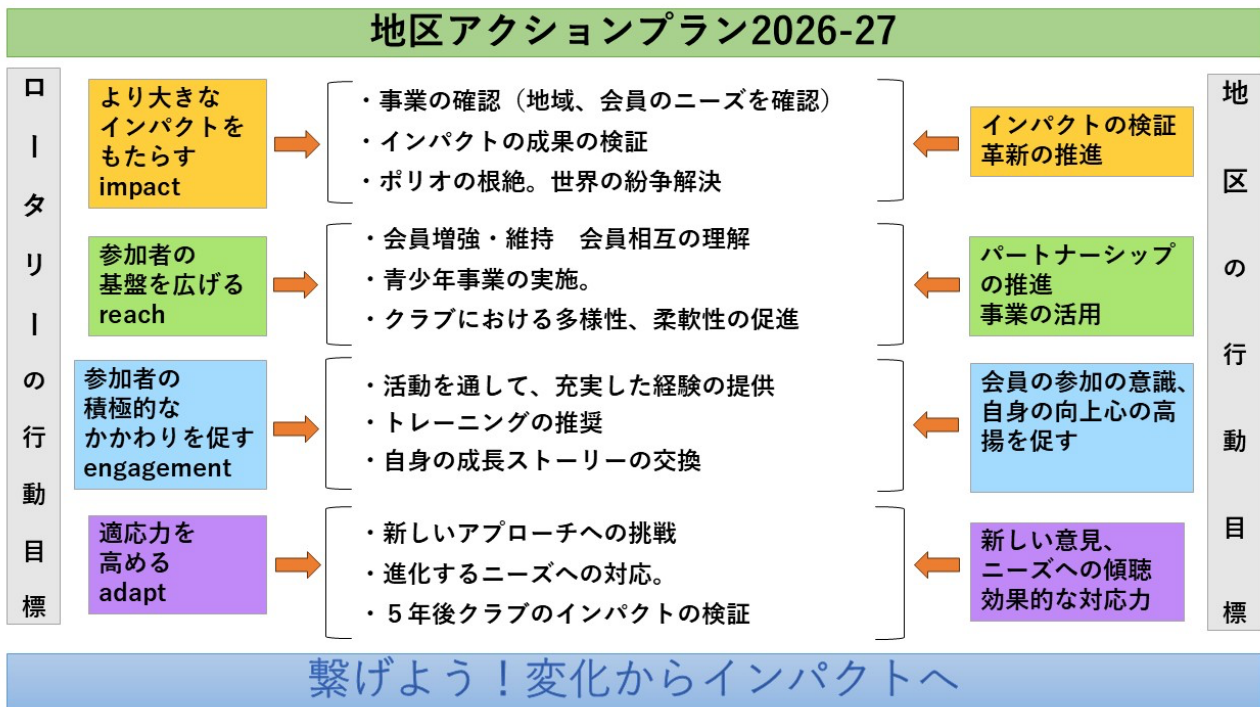 地区アクションプラン2026-27
ローターリーの行動目標
より大きな
インパクトを
もたらす
impact
・事業の確認（地域、会員のニーズを確認）
・インパクトの成果の検証
・ポリオの根絶。世界の紛争解決
インパクトの検証
革新の推進
参加者の
基盤を広げる
reach
・会員増強・維持　会員相互の理解
・青少年事業の実施。
・クラブにおける多様性、柔軟性の促進
パートナーシップ
の推進
事業の活用
参加者の
積極的な
かかわりを促す
engagement
・活動を通して、充実した経験の提供
・トレーニングの推奨
・自身の成長ストーリーの交換
会員の参加の意識、
自身の向上心の高
揚を促す
適応力を
高める
adapt
・新しいアプローチへの挑戦
・進化するニーズへの対応。
・５年後クラブのインパクトの検証
新しい意見、
ニーズへの傾聴
効果的な対応力
地区の行動目標
繋げよう！変化からインパクトへ